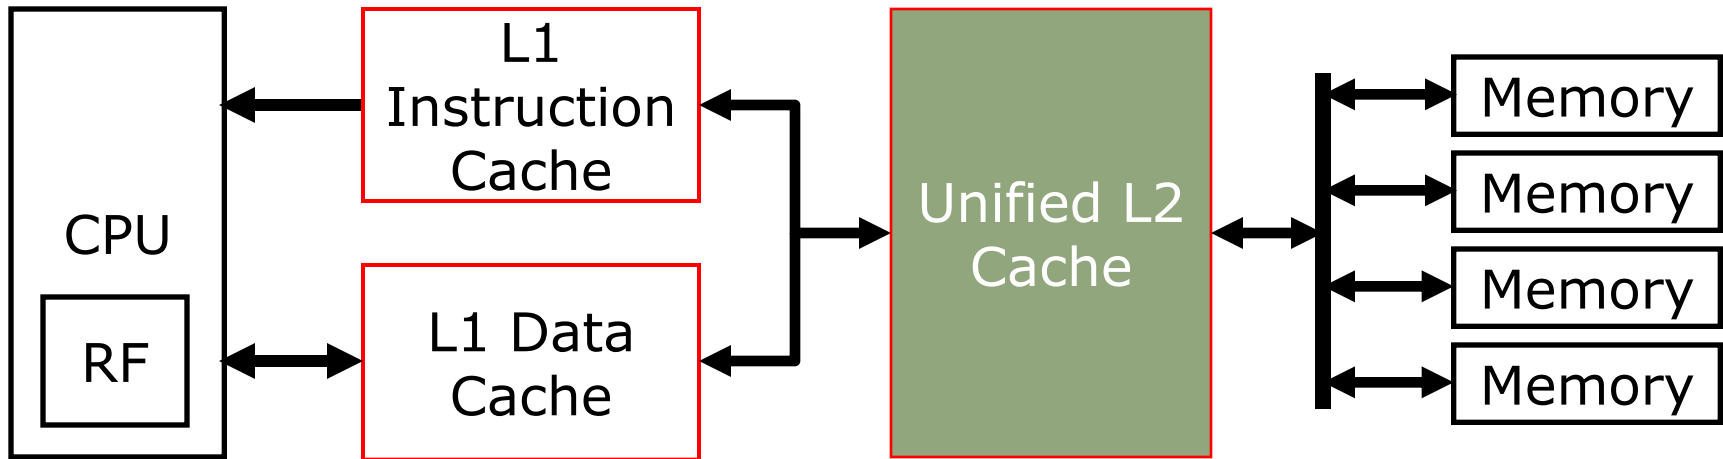 CPU
RF
L1
Instruction
Cache
L1 Data
Cache
Unified L2
Cache
Memory
Memory
Memory
Memory